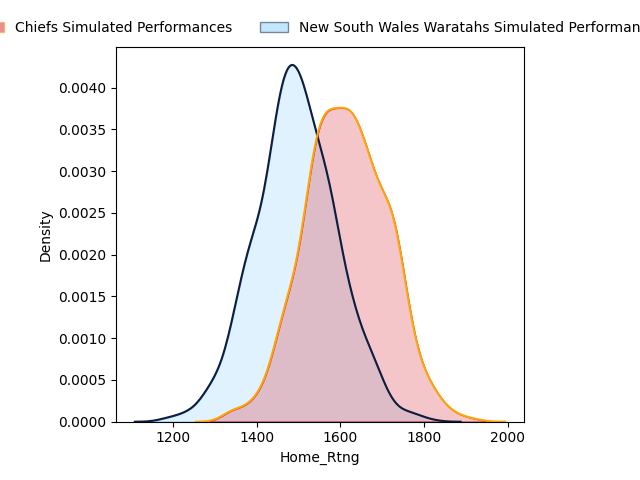 Chiefs Simulated Performances New South Wales Waratahs Simulated Performan
0.0040
0.0035
0.0030
0.0025
0.0020
0.0015
0.0010
0.0005
0.0000
Density
1200 1400 1600 1800 2000
Home_Rtng